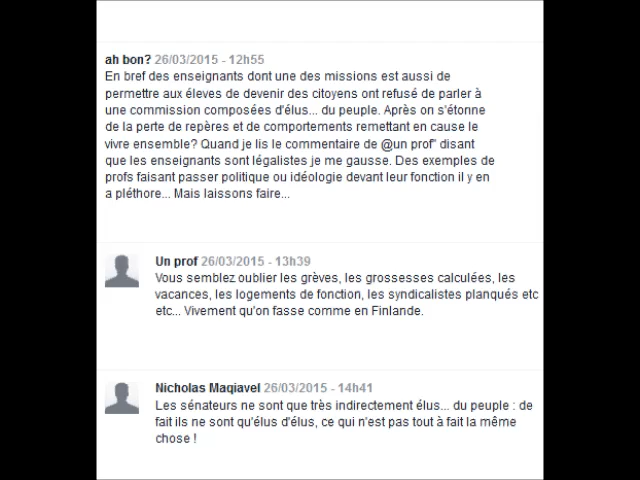 ah bon? 26/03/2015 - 12h55
En bref des enseignants dont une des missions est aussi de
permettre aux éleves de devenir des citoyens ont refusé de parler à
une commission composées d'élus... du peuple. Après on s'étonne
de la perte de repères et de comportements remettant en cause le
vivre ensemble? Quand je lis le commentaire de @un prof" disant
que les enseignants sont légalistes je me gausse. Des exemples de
profs faisant passer politique ou idéologie devant leur fonction il y en
a pléthore... Mais laissons faire...
Un prof 26/03/2015 - 13h39
Vous semblez oublier les grèves, les grossesses calculées, les
vacances, les logements de fonction, les syndicalistes planqués etc
etc... Vivement qu'on fasse comme en Finlande.
Nicholas Maqiavel 26/03/2015 - 14h41
Les sénateurs ne sont que très indirectement élus... du peuple : de
fait ils ne sont qu'élus d'élus, ce qui n'est pas tout à fait la même
chose !